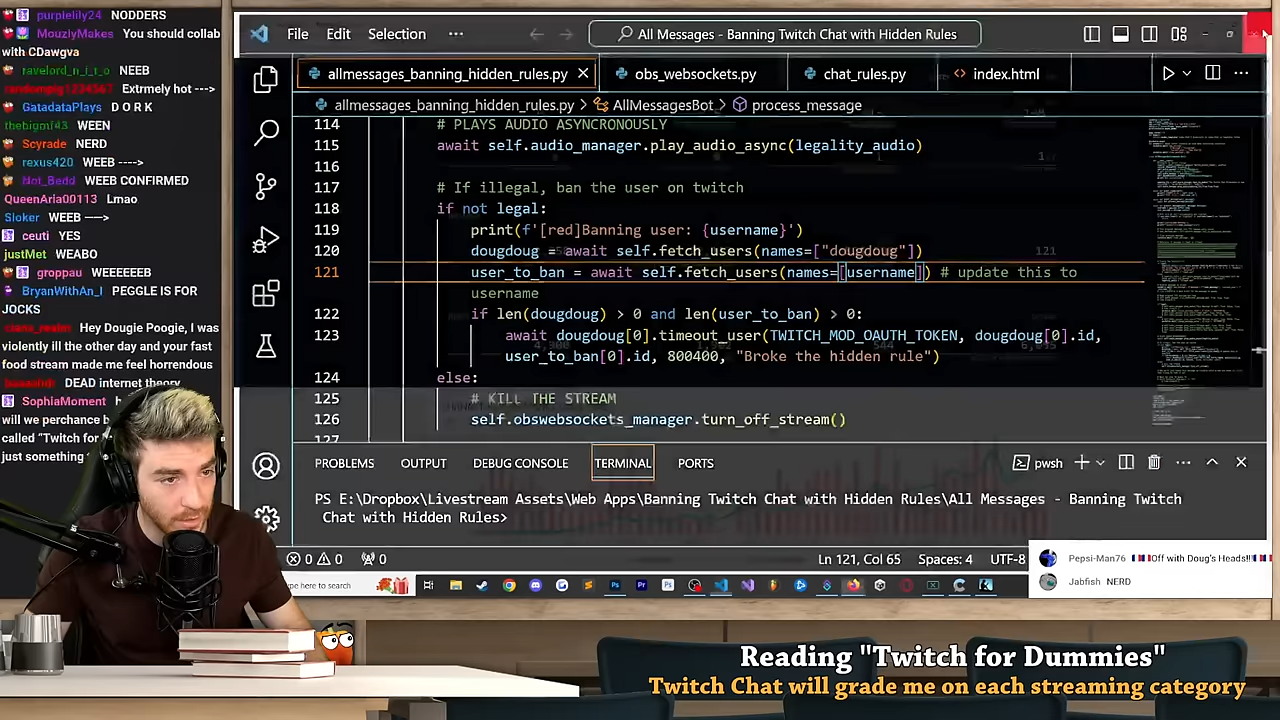 purplelily24 NODDERS
MouzlyMakes You should collab
with CDawgva
ravelord_n_i_t_o NEEB
randompig1234567 Extrmely hot --->
GatadataPlays D O R K
thebigmf43 WEEN
Scyrade NERD
rexus420 WEEB ---->
Not_Bedd WEEB CONFIRMED
QueenAria00113 Lmao
Sloker WEEB --->
ceuti YES
justMet WEABO
groppau WEEEEEB
BryanWithAn_I PEGGLE IS FOR
JOCKS
Hey Dougie Poogie, I was
violently ill the other day and your fast
food stream made me feel horrendous
DEAD internet theory
SophiaMoment
will we perchance b
called "Twitch for
just something
File Edit Selection ···
All Messages - Banning Twitch Chat with Hidden Rules
allmessages_banning_hidden_rules.py
obs_websockets.py
chat_rules.py
index.html
allmessages_banning_hidden_rules.py > AllMessagesBot > process_message
114 # PLAYS AUDIO ASYNCRONOUSLY
115 await self.audio_manager.play_audio_async(legality_audio)
116
117 # If illlegal, ban the user on twitch
118 if not legal:
119 print(f'[red]Banning user: {username}')
120 dougdoug = await self.fetch_users(names=["dougdoug"])
121 user_to_ban = await self.fetch_users(names=[username]) # update this to
username
122 if len(dougdoug) > 0 and len(user_to_ban) > 0:
123 await dougdoug[0].timeout_user(TWITCH_MOD_OAUTH_TOKEN, dougdoug[0].id,
user_to_ban[0].id, 800400, "Broke the hidden rule")
124 else:
125 # KILL THE STREAM
126 self.obswebsockets_manager.turn_off_stream()
127
PROBLEMS OUTPUT DEBUG CONSOLE TERMINAL PORTS
pwsh
PS E:\Dropbox\Livestream Assets\Web Apps\Banning Twitch Chat with Hidden Rules\All Messages - Banning Twitch
Chat with Hidden Rules>
0 0 0
Ln 121, Col 65 Spaces: 4 UTF-8
here to search
Pepsi-Man76 Off with Doug's Heads!!!
Jabfish NERD
Reading "Twitch for Dummies"
Twitch Chat will grade me on each streaming category